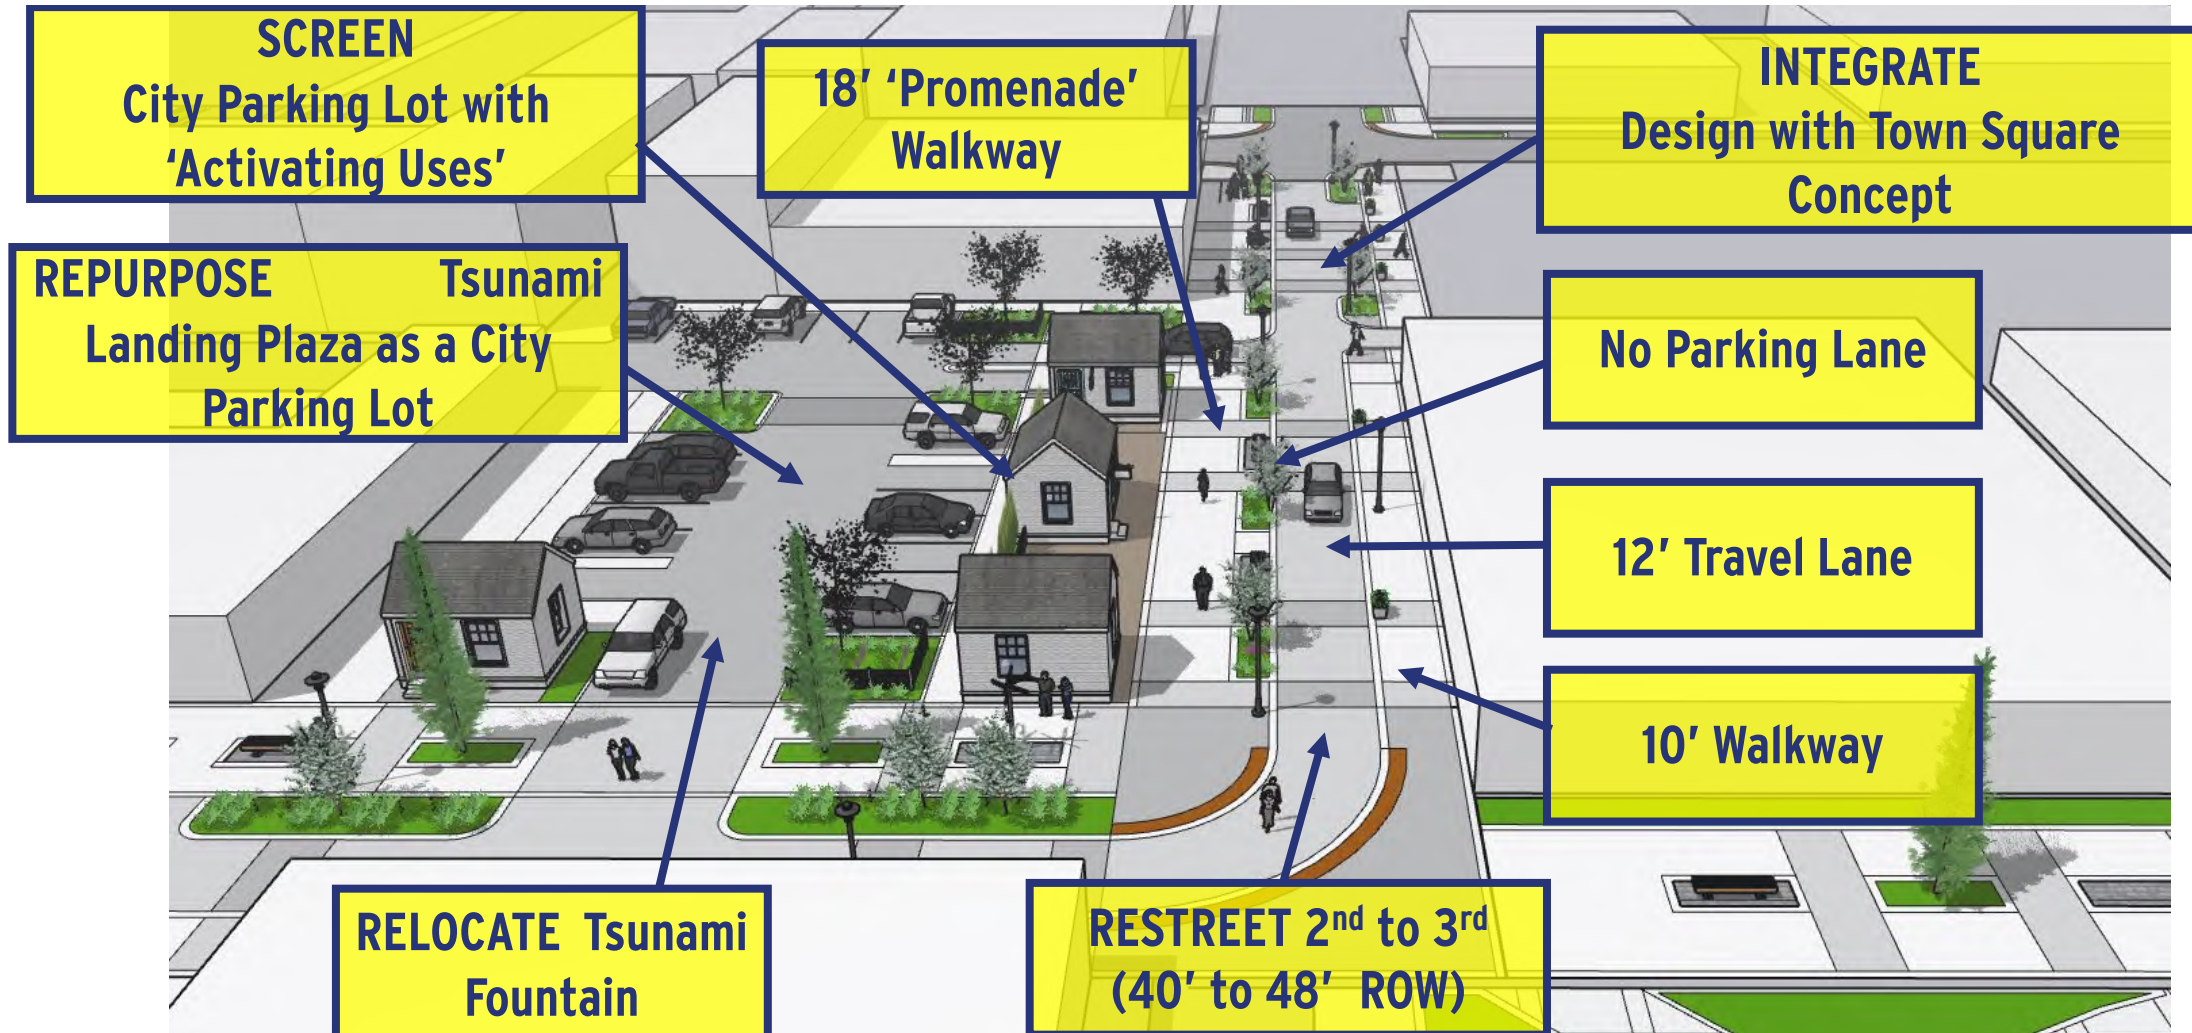 SCREEN
City Parking Lot with
‘Activating Uses’
18’ ‘Promenade’
Walkway
INTEGRATE
Design with Town Square
Concept
REPURPOSE Tsunami
Landing Plaza as a City
Parking Lot
No Parking Lane
12’ Travel Lane
10’ Walkway
RELOCATE Tsunami
Fountain
RESTREET 2nd to 3rd
(40’ to 48’ ROW)